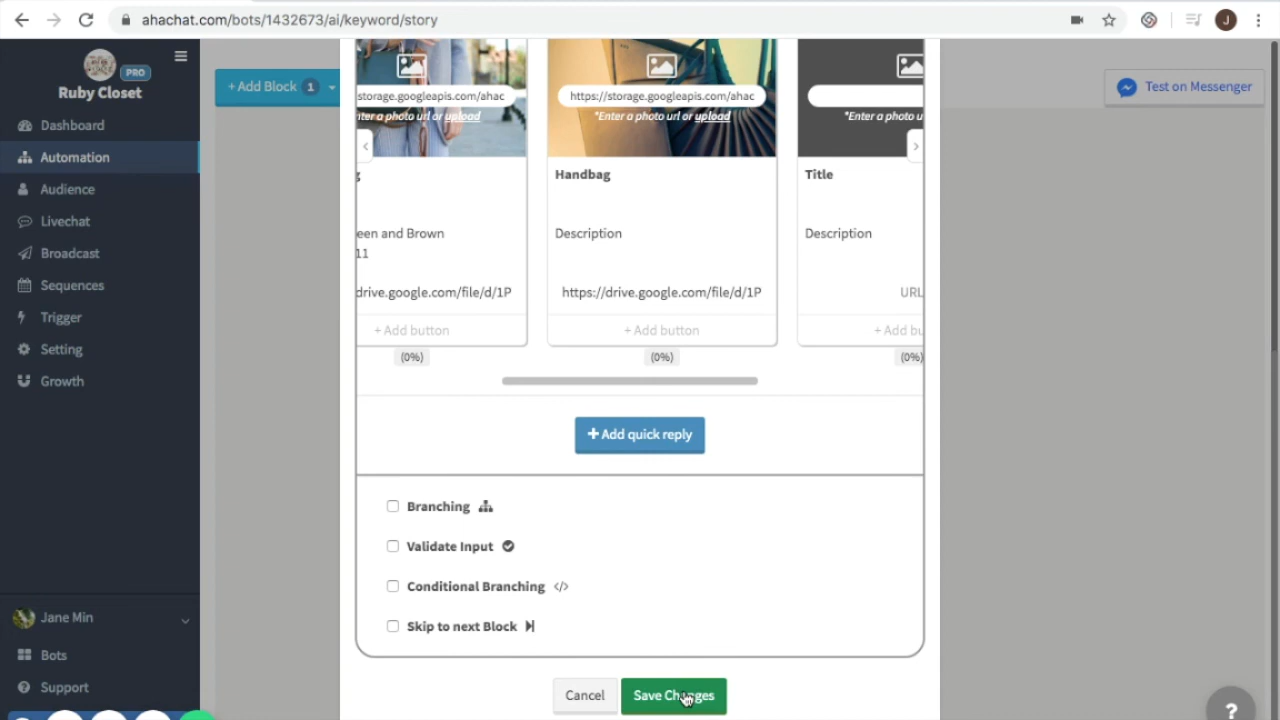 ahachat.com/bots/1432673/ai/keyword/story
J
PRO
Ruby Closet
Dashboard
Automation
Audience
Livechat
Broadcast
Sequences
Trigger
Setting
Growth
Jane Min
Bots
Support
+ Add Block 1
Test on Messenger
storage.googleapis.com/ahac
https://storage.googleapis.com/ahac
nter a photo url or upload
*Enter a photo url or upload
*Enter a photo u
g
Handbag
Title
een and Brown
11
Description
Description
drive.google.com/file/d/1P
https://drive.google.com/file/d/1P
URL
+ Add button
+ Add button
+ Add bu
(0%)
(0%)
(0%)
+ Add quick reply
Branching
Validate Input
Conditional Branching </>
Skip to next Block
Cancel
Save Changes
?